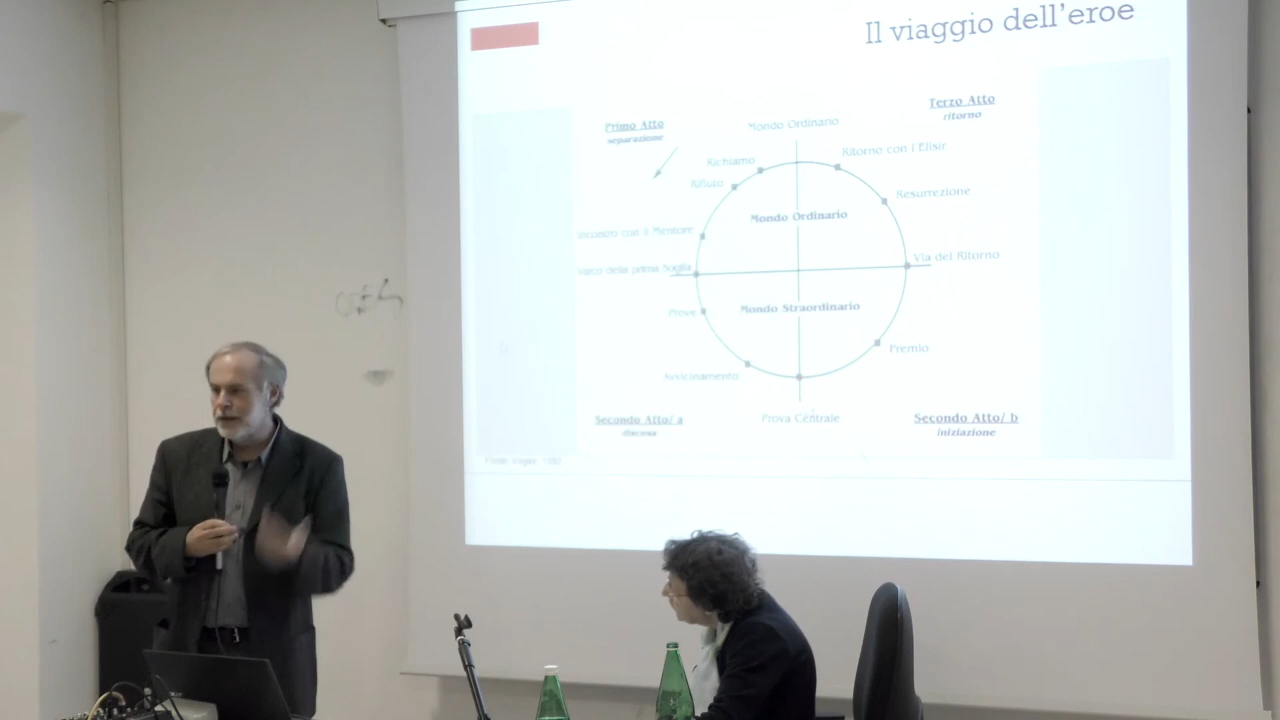 Il viaggio dell'eroe
Primo Atto
separazione
Mondo Ordinario
Terzo Atto
ritorno
Richiamo
Ritorno con l'Elisir
Rifiuto
Resurrezione
Mondo Ordinario
Incontro con il Mentore
Varco della prima Soglia
Via del Ritorno
Mondo Straordinario
Prove
Premio
Avvicinamento
Secondo Atto/ a
discesa
Prova Centrale
Secondo Atto/ b
iniziazione